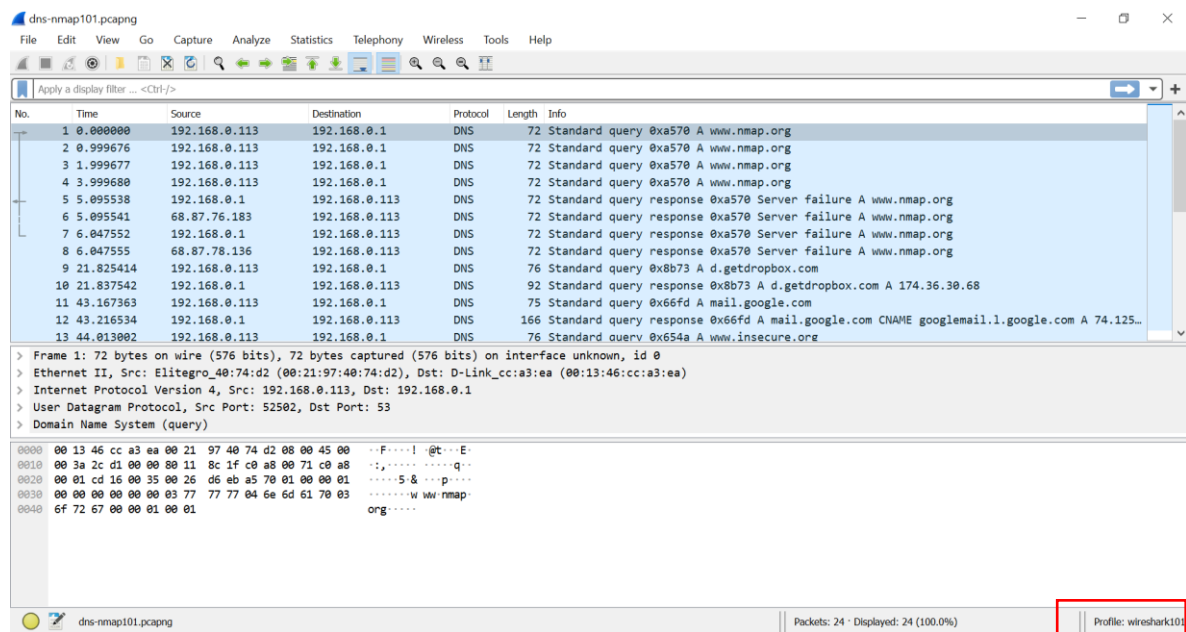 dns-nmap101.pcapng
File Edit View Go Capture Analyze Statistics Telephony Wireless Tools Help
Apply a display filter ... <Ctrl-/>
No. Time Source Destination Protocol Length Info
1 0.000000 192.168.0.113 192.168.0.1 DNS 72 Standard query 0xa570 A www.nmap.org
2 0.999676 192.168.0.113 192.168.0.1 DNS 72 Standard query 0xa570 A www.nmap.org
3 1.999677 192.168.0.113 192.168.0.1 DNS 72 Standard query 0xa570 A www.nmap.org
4 3.999680 192.168.0.113 192.168.0.1 DNS 72 Standard query 0xa570 A www.nmap.org
5 5.095538 192.168.0.1 192.168.0.113 DNS 72 Standard query response 0xa570 Server failure A www.nmap.org
6 5.095541 68.87.76.183 192.168.0.113 DNS 72 Standard query response 0xa570 Server failure A www.nmap.org
7 6.047552 192.168.0.1 192.168.0.113 DNS 72 Standard query response 0xa570 Server failure A www.nmap.org
8 6.047555 68.87.78.136 192.168.0.113 DNS 72 Standard query response 0xa570 Server failure A www.nmap.org
9 21.825414 192.168.0.113 192.168.0.1 DNS 76 Standard query 0x8b73 A d.getdropbox.com
10 21.837542 192.168.0.1 192.168.0.113 DNS 92 Standard query response 0x8b73 A d.getdropbox.com A 174.36.30.68
11 43.167363 192.168.0.113 192.168.0.1 DNS 75 Standard query 0x66fd A mail.google.com
12 43.216534 192.168.0.1 192.168.0.113 DNS 166 Standard query response 0x66fd A mail.google.com CNAME googlemail.l.google.com A 74.125…
13 44.013002 192.168.0.113 192.168.0.1 DNS 76 Standard query 0x654a A www.insecure.org
> Frame 1: 72 bytes on wire (576 bits), 72 bytes captured (576 bits) on interface unknown, id 0
> Ethernet II, Src: Elitegro_40:74:d2 (00:21:97:40:74:d2), Dst: D-Link_cc:a3:ea (00:13:46:cc:a3:ea)
> Internet Protocol Version 4, Src: 192.168.0.113, Dst: 192.168.0.1
> User Datagram Protocol, Src Port: 52502, Dst Port: 53
> Domain Name System (query)
0000 00 13 46 cc a3 ea 00 21 97 40 74 d2 08 00 45 00 ··F····! ·@t···E·
0010 00 3a 2c d1 00 00 80 11 8c 1f c0 a8 00 71 c0 a8 ·:,····· ·····q··
0020 00 01 cd 16 00 35 00 26 d6 eb a5 70 01 00 00 01 ·····5·& ···p····
0030 00 00 00 00 00 00 03 77 77 77 04 6e 6d 61 70 03 ·······w ww·nmap·
0040 6f 72 67 00 00 01 00 01 org·····
dns-nmap101.pcapng Packets: 24 · Displayed: 24 (100.0%) Profile: wireshark101